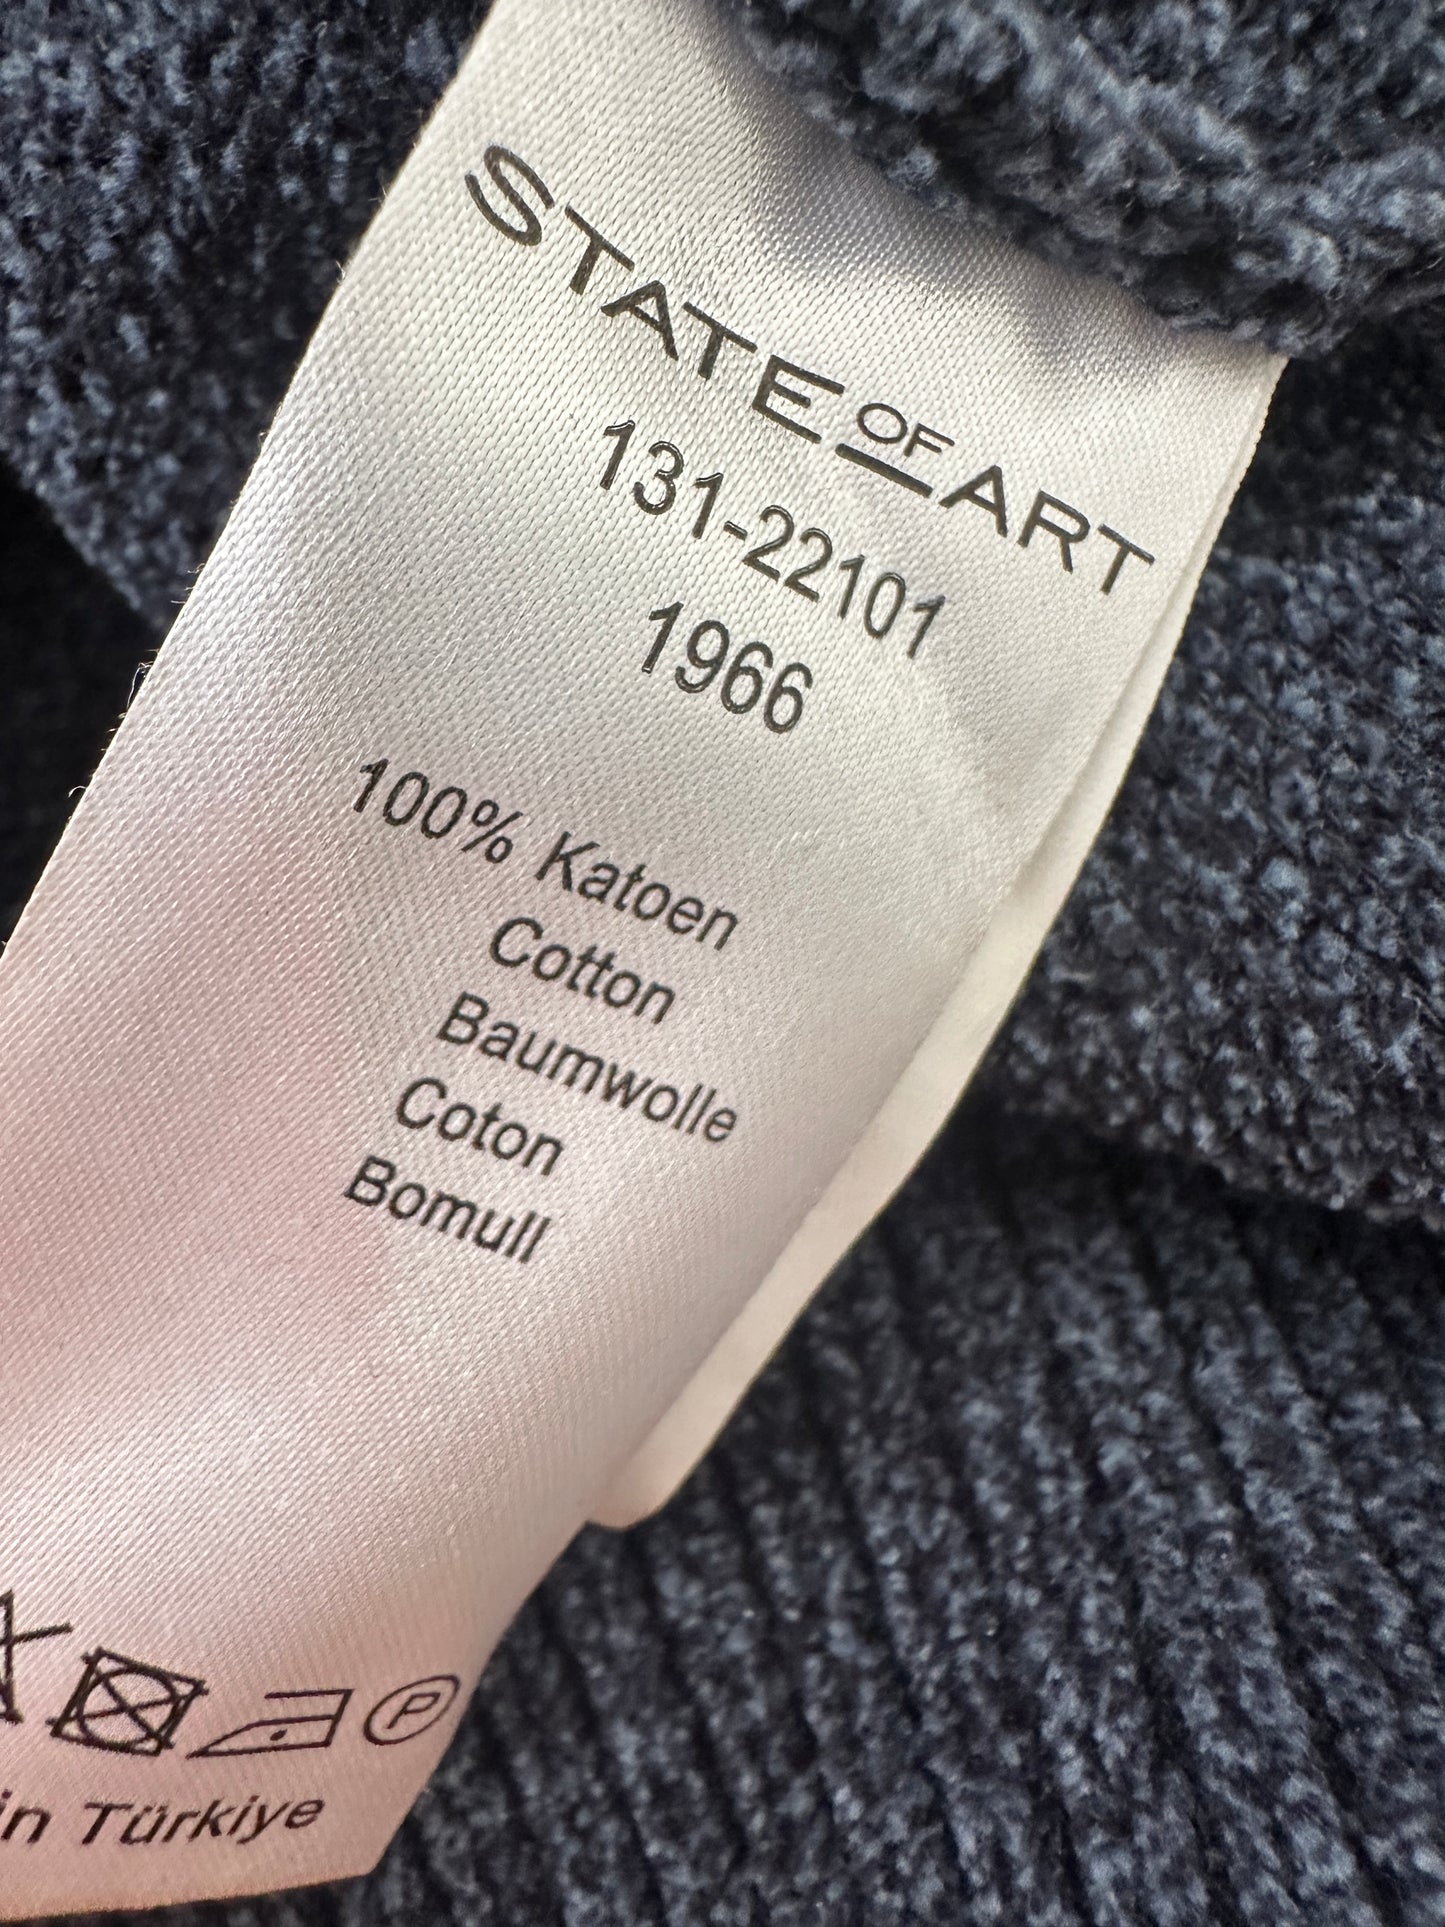 STATE OF ART
131-22101
1966
100% Katoen
Cotton
Baumwolle
Coton
Bomull
P
in Türkiye